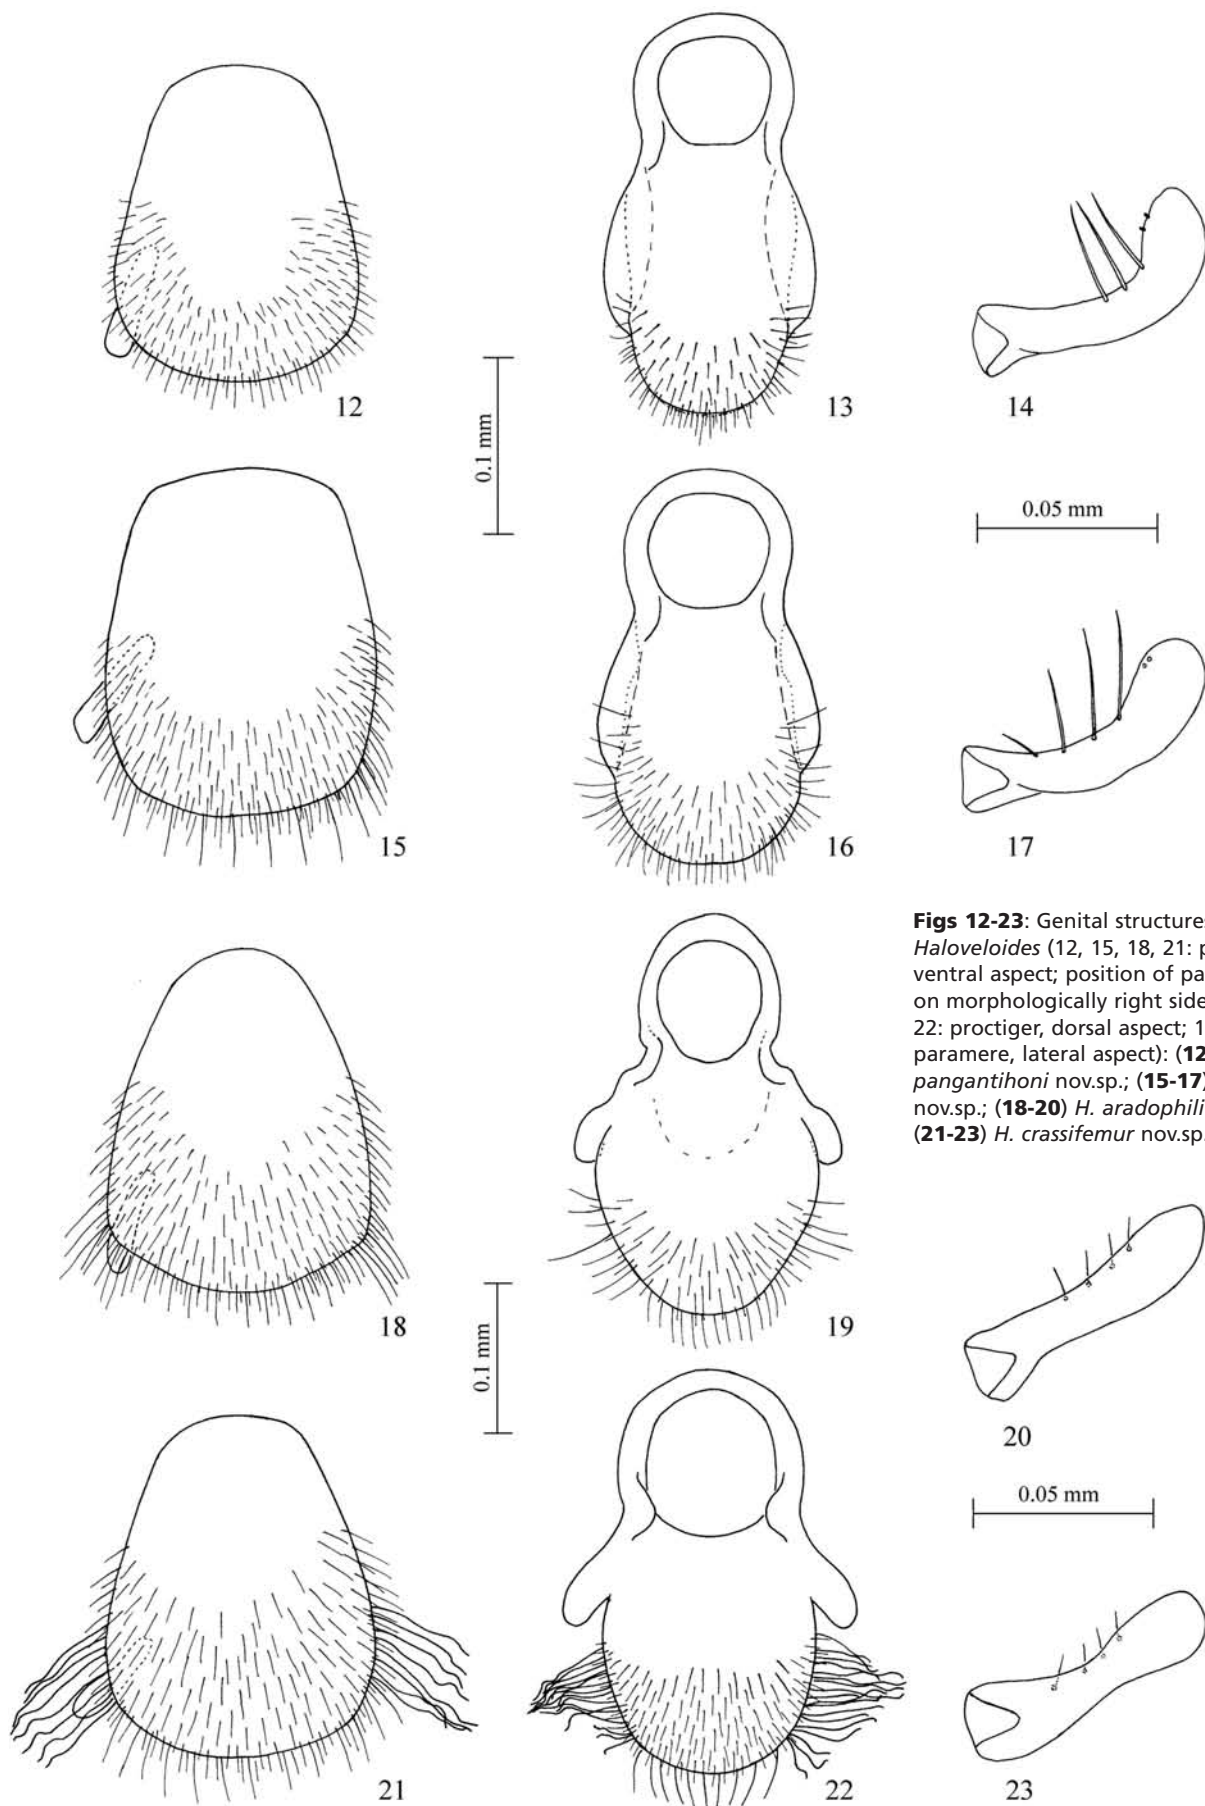 12
13
14
0.1 mm
0.05 mm
15
16
17
Figs 12-23: Genital structures
Haloveloides (12, 15, 18, 21: p
ventral aspect; position of pa
on morphologically right side
22: proctiger, dorsal aspect; 1
paramere, lateral aspect): (12
pangantihoni nov.sp.; (15-17)
nov.sp.; (18-20) H. aradophili
(21-23) H. crassifemur nov.sp.
18
19
0.1 mm
20
0.05 mm
21
22
23